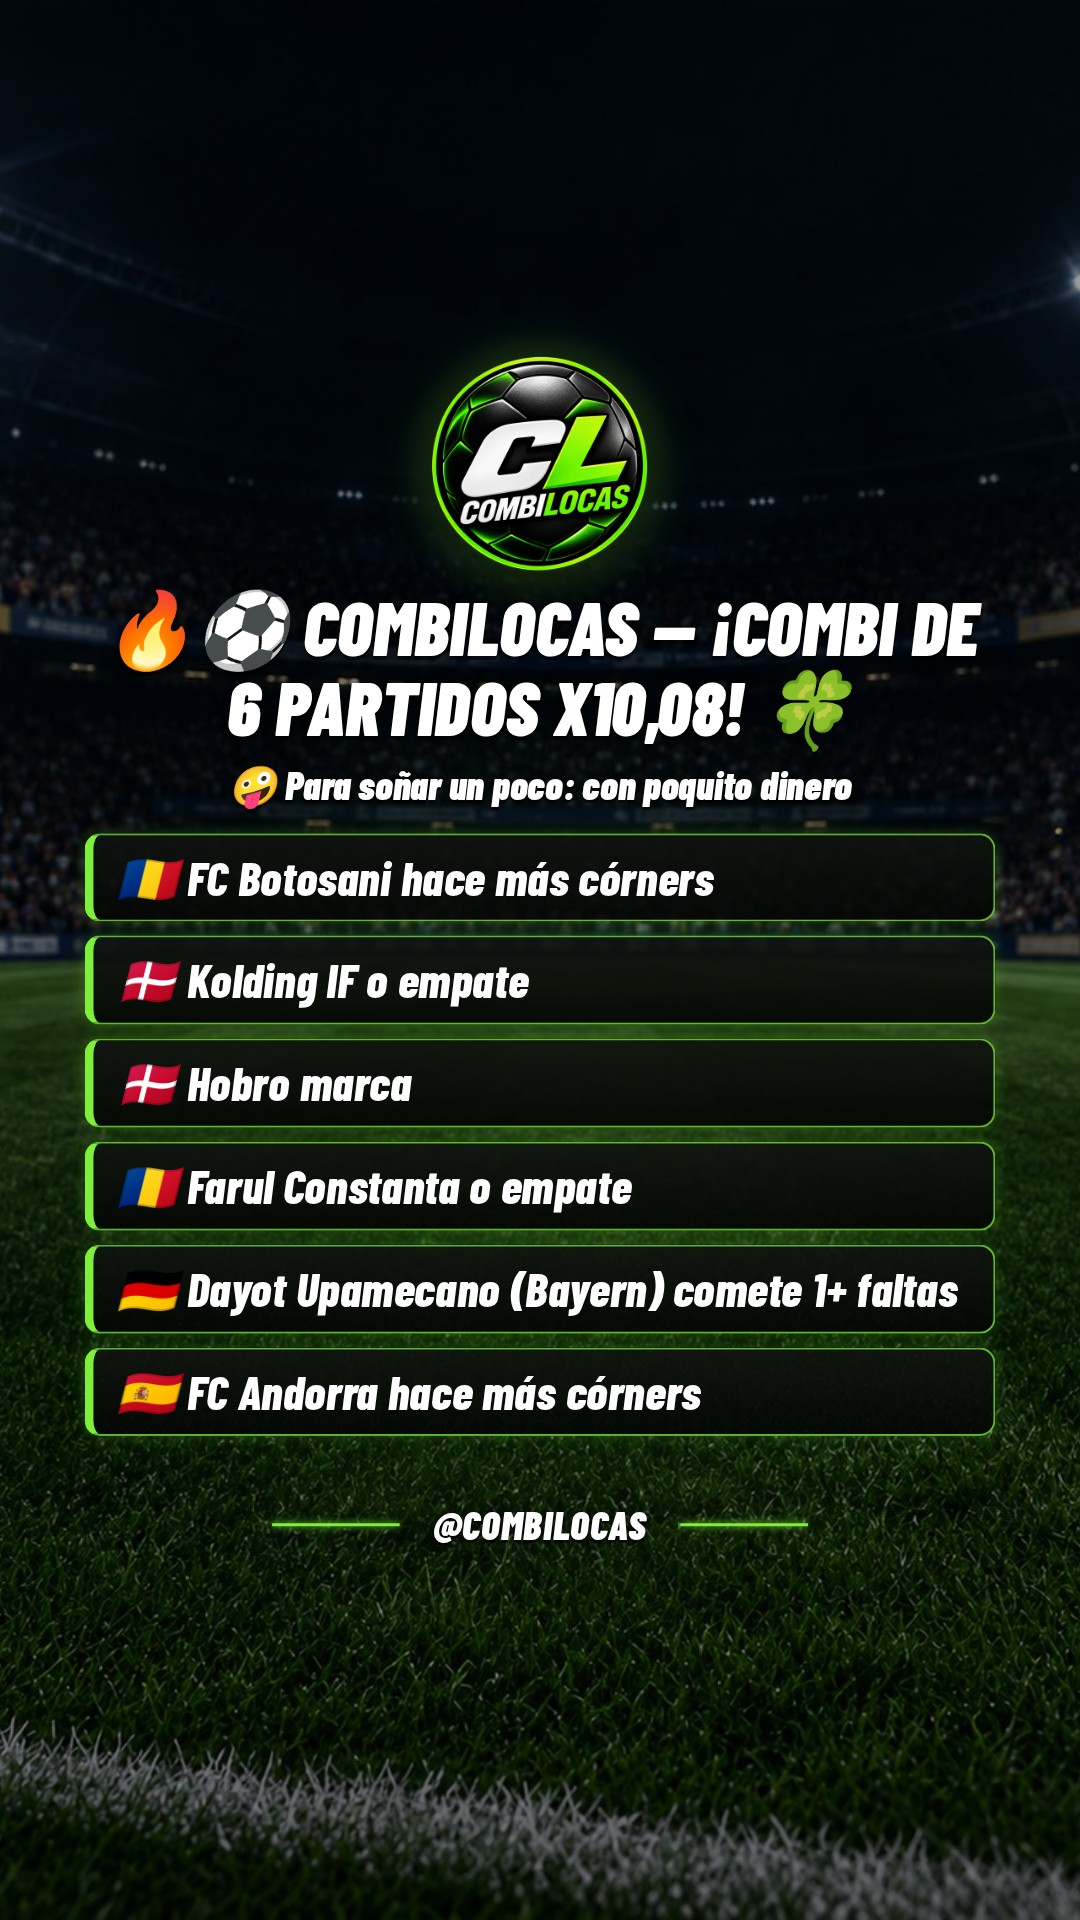 CL
COMBILOCAS
🔥⚽ COMBILOCAS – ¡COMBI DE
6 PARTIDOS X10,08! 🍀
🤪 Para soñar un poco: con poquito dinero
🇷🇴 FC Botosani hace más córners
🇩🇰 Kolding IF o empate
🇩🇰 Hobro marca
🇷🇴 Farul Constanta o empate
🇩🇪 Dayot Upamecano (Bayern) comete 1+ faltas
🇪🇸 FC Andorra hace más córners
@COMBILOCAS